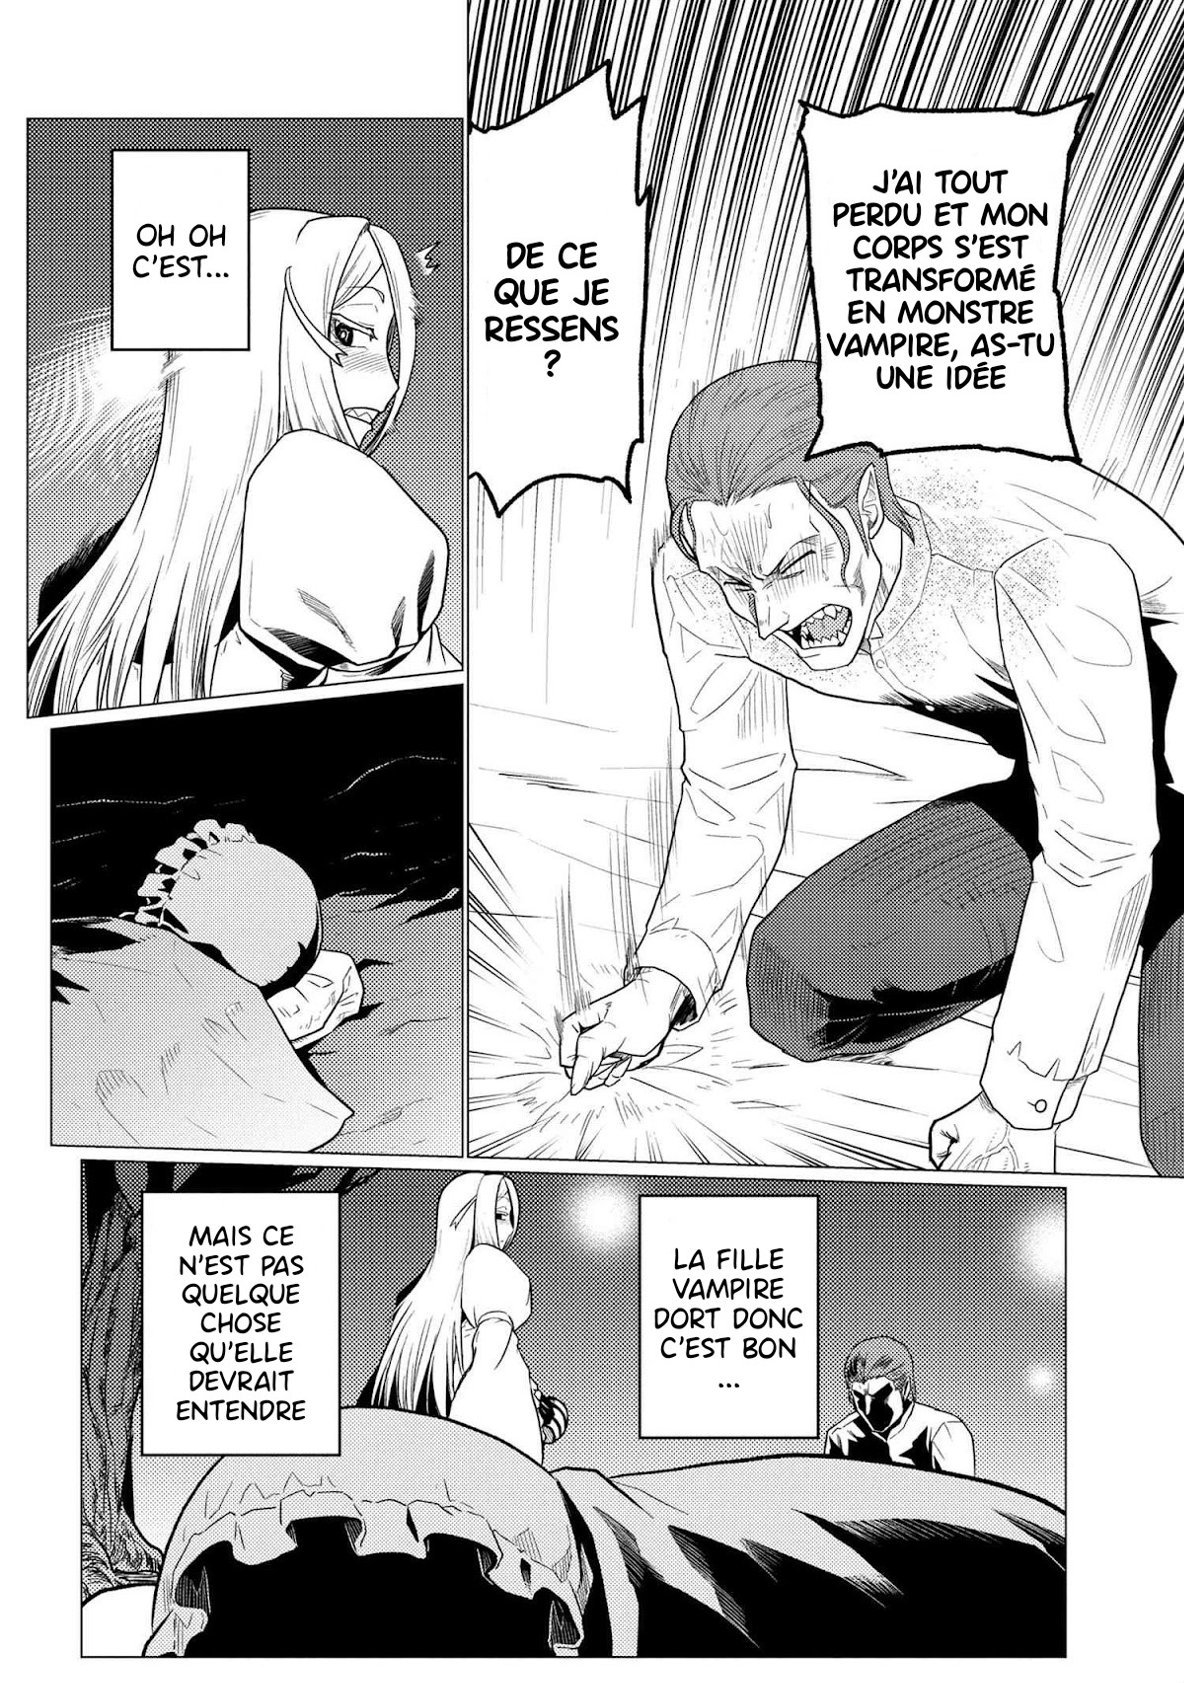 J'AI TOUT
PERDU ET MON
CORPS S'EST
TRANSFORMÉ
EN MONSTRE
VAMPIRE, AS-TU
UNE IDÉE
DE CE
QUE JE
RESSENS
?
OH OH
C'EST...
LA FILLE
VAMPIRE
DORT DONC
C'EST BON
...
MAIS CE
N'EST PAS
QUELQUE
CHOSE
QU'ELLE
DEVRAIT
ENTENDRE